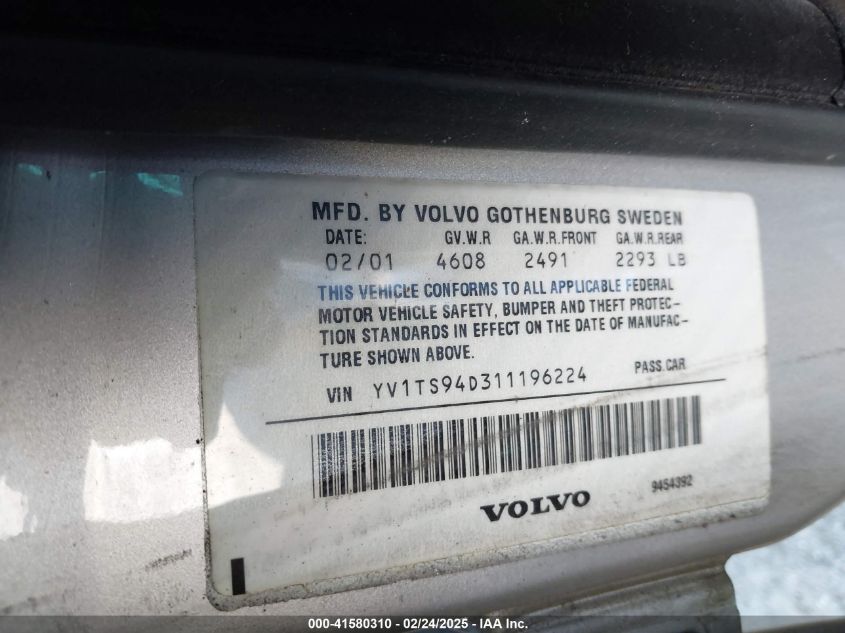 MFD. BY VOLVO GOTHENBURG SWEDEN
DATE: GV.W.R GA.W.R.FRONT GA.W.R.REAR
02/01 4608 2491 2293 LB
THIS VEHICLE CONFORMS TO ALL APPLICABLE FEDERAL
MOTOR VEHICLE SAFETY, BUMPER AND THEFT PROTEC-
TION STANDARDS IN EFFECT ON THE DATE OF MANUFAC-
TURE SHOWN ABOVE.
VIN YV1TS94D311196224 PASS.CAR
VOLVO 9454392
000-41580310 - 02/24/2025 - IAA Inc.